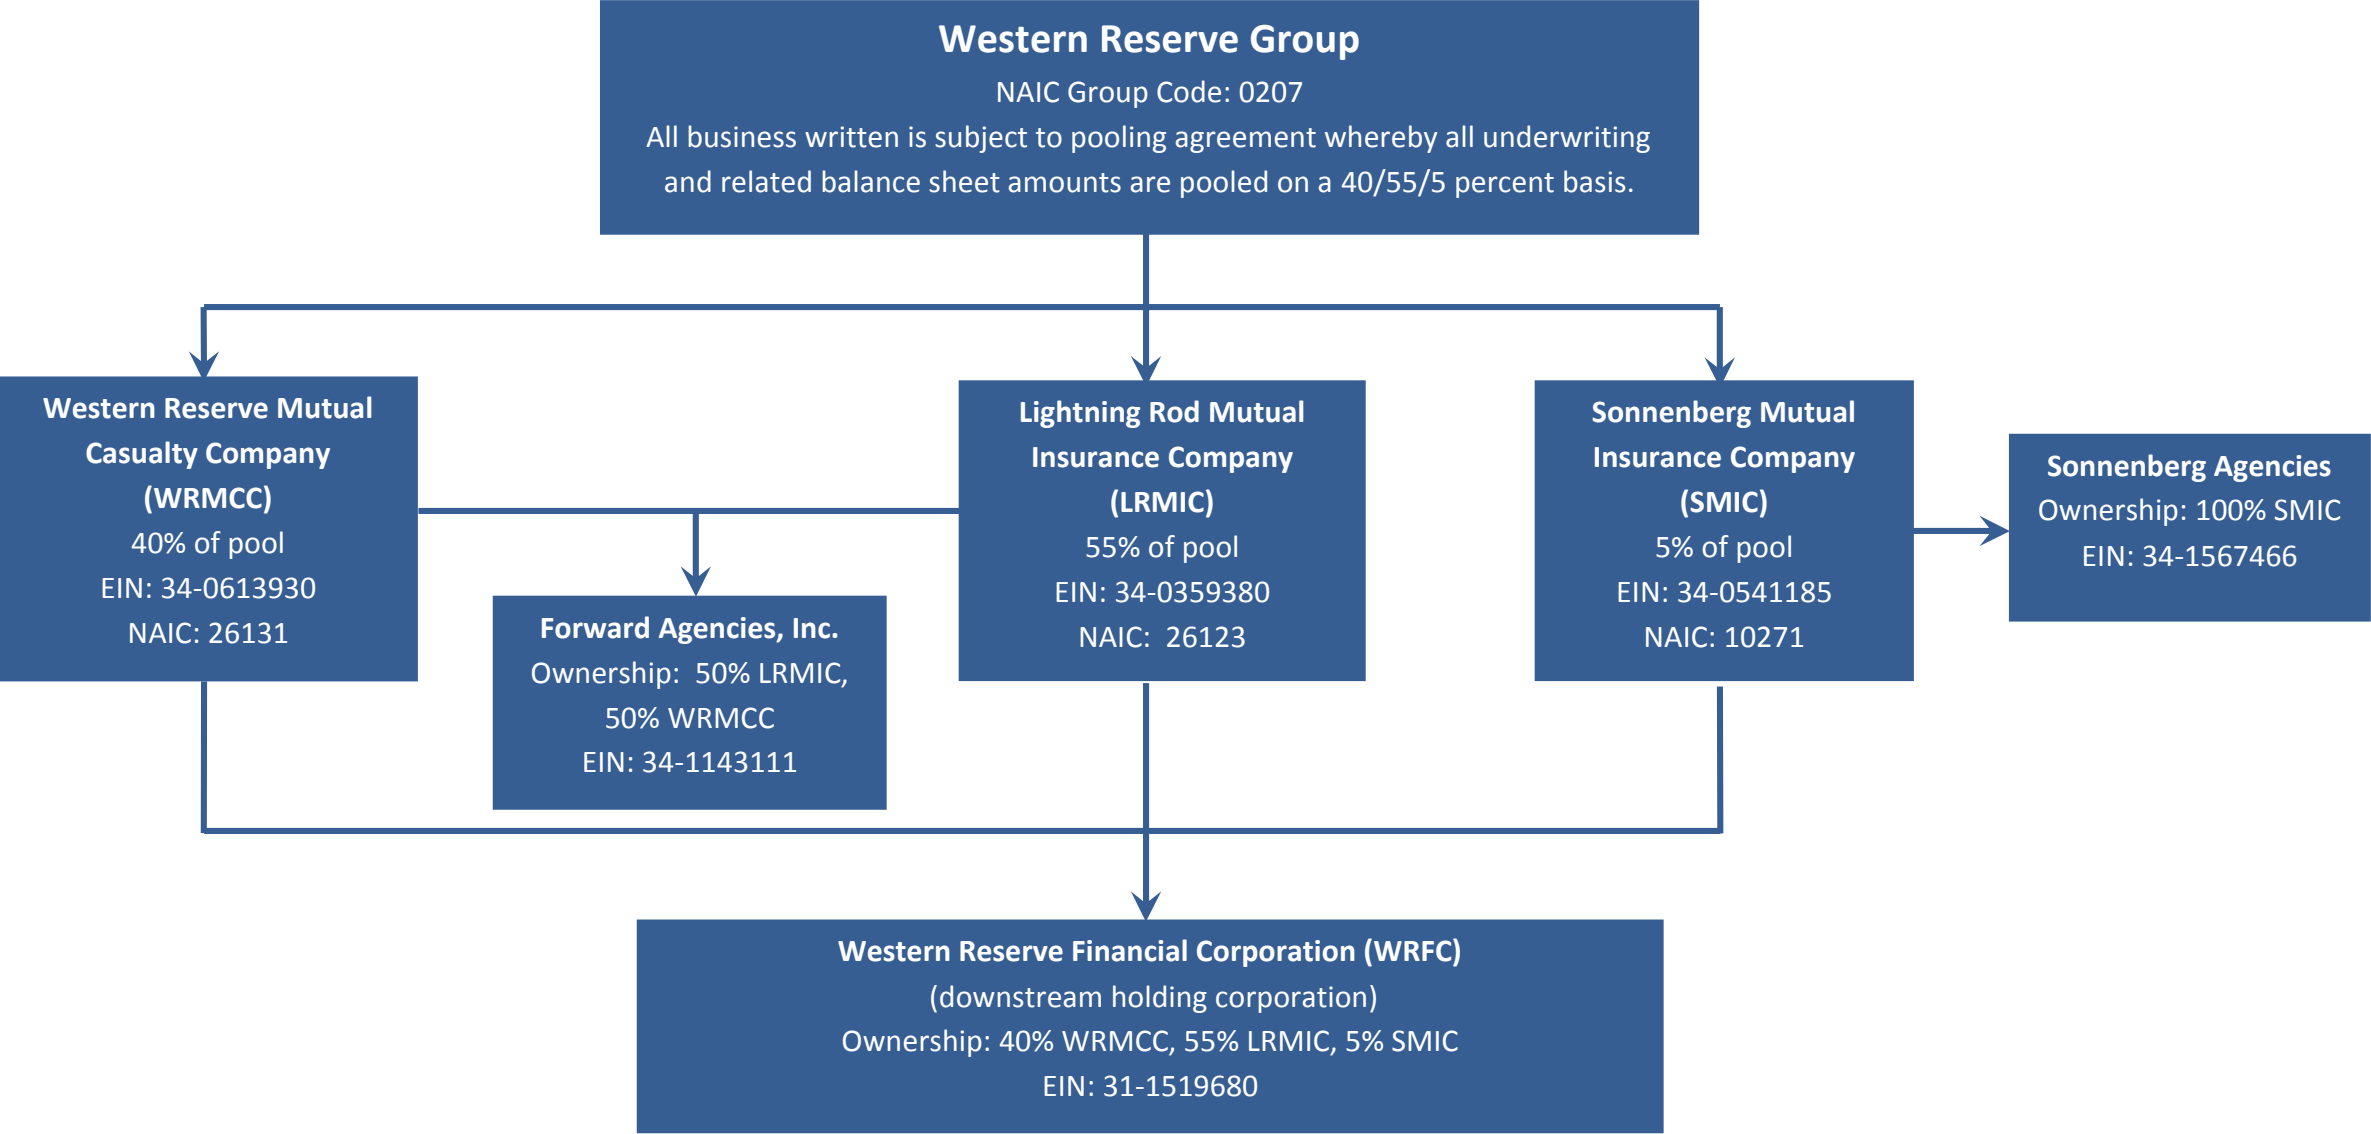 Western Reserve Group
NAIC Group Code: 0207
All business written is subject to pooling agreement whereby all underwriting
and related balance sheet amounts are pooled on a 40/55/5 percent basis.
Western Reserve Mutual
Casualty Company
(WRMCC)
40% of pool
EIN: 34-0613930
NAIC: 26131
Forward Agencies, Inc.
Ownership:  50% LRMIC,
50% WRMCC
EIN: 34-1143111
Lightning Rod Mutual
Insurance Company
(LRMIC)
55% of pool
EIN: 34-0359380
NAIC:  26123
Sonnenberg Mutual
Insurance Company
(SMIC)
5% of pool
EIN: 34-0541185
NAIC: 10271
Sonnenberg Agencies
Ownership: 100% SMIC
EIN: 34-1567466
Western Reserve Financial Corporation (WRFC)
(downstream holding corporation)
Ownership: 40% WRMCC, 55% LRMIC, 5% SMIC
EIN: 31-1519680